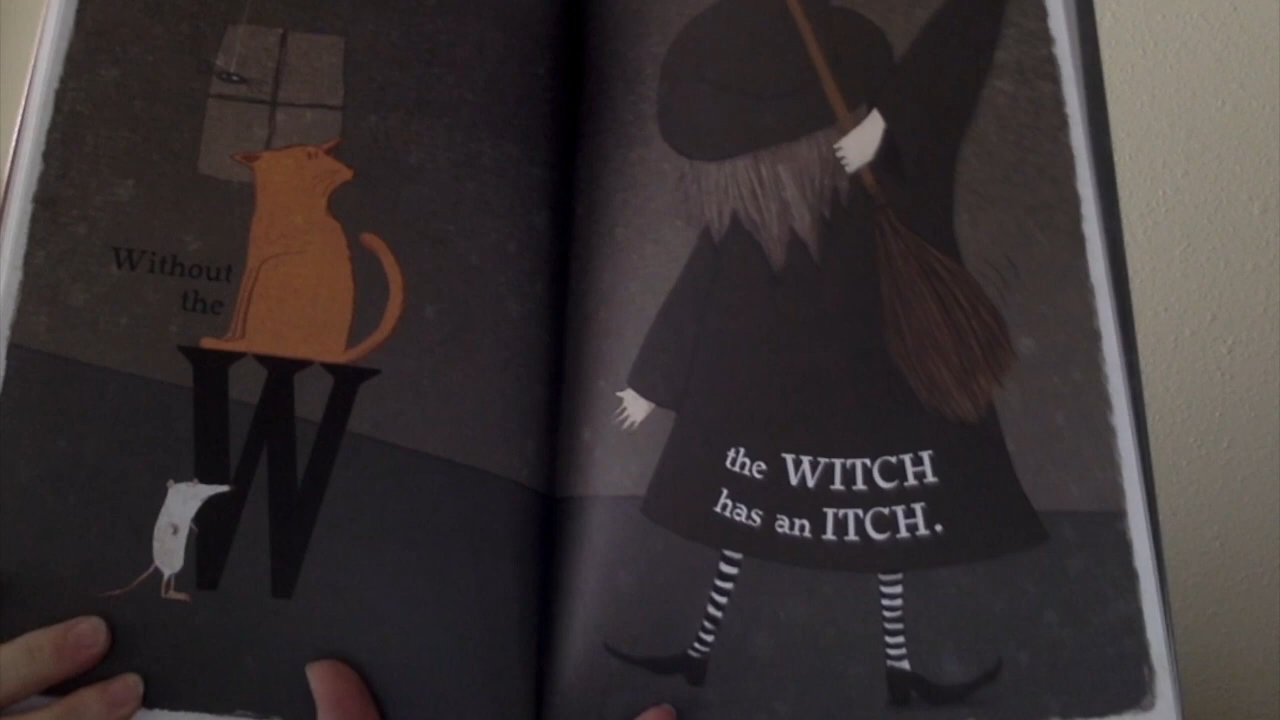 Without
the
W
the WITCH
has an ITCH.